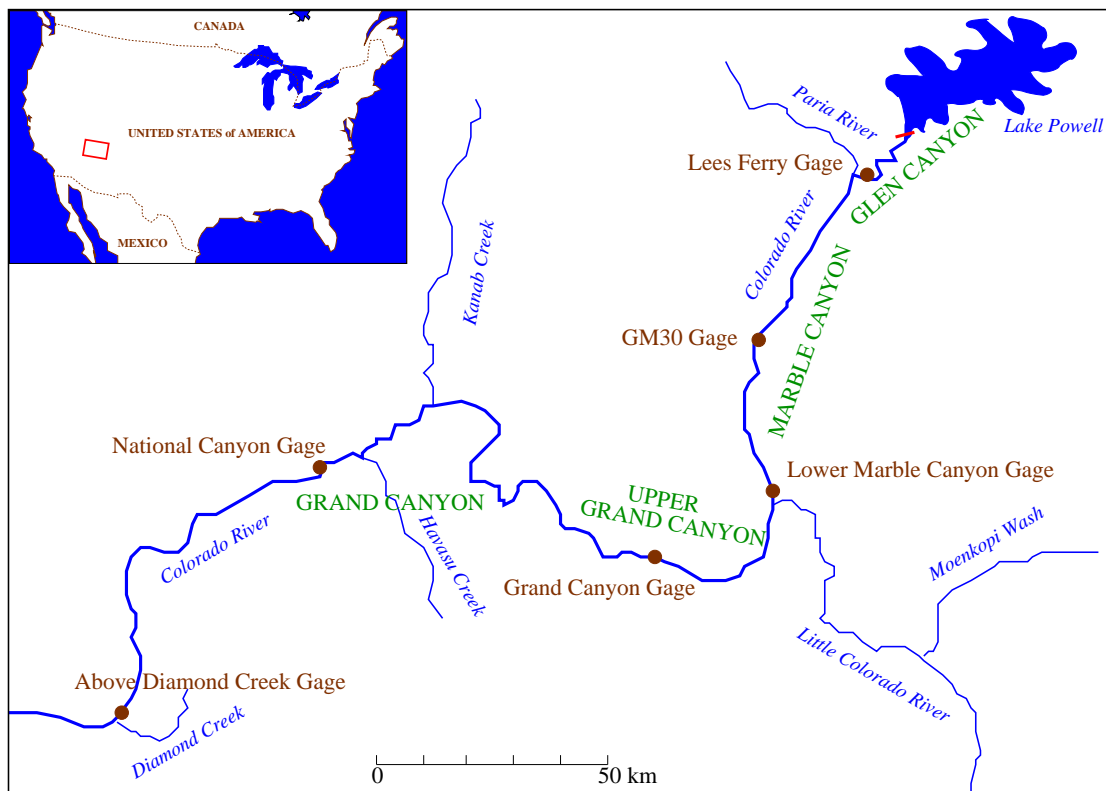 CANADA
UNITED STATES of AMERICA
MEXICO
Paria River
Lake Powell
Lees Ferry Gage
GLEN CANYON
Colorado River
Kanab Creek
GM30 Gage
MARBLE CANYON
National Canyon Gage
Lower Marble Canyon Gage
GRAND CANYON
UPPER
GRAND CANYON
Colorado River
Havasu Creek
Moenkopi Wash
Grand Canyon Gage
Little Colorado River
Above Diamond Creek Gage
Diamond Creek
0
50 km